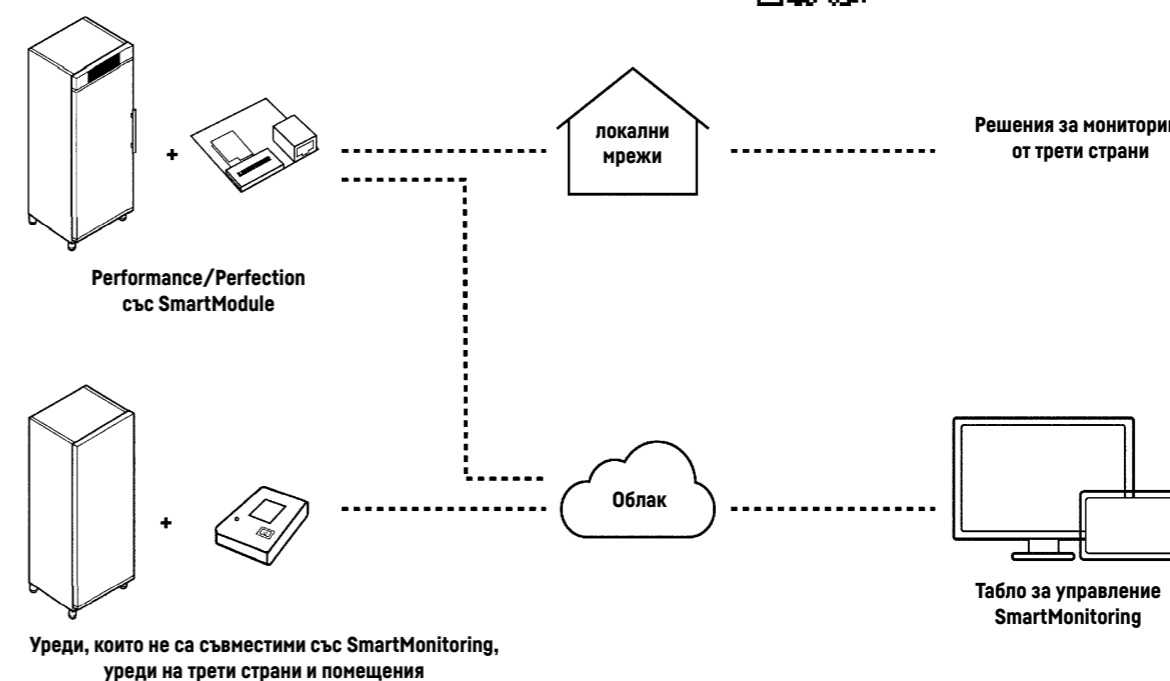 +
локални
мрежи
Решения за мониторин
от трети страни
Performance/Perfection
със SmartModule
+
Облак
Табло за управление
SmartMonitoring
Уреди, които не са съвместими със SmartMonitoring,
уреди на трети страни и помещения